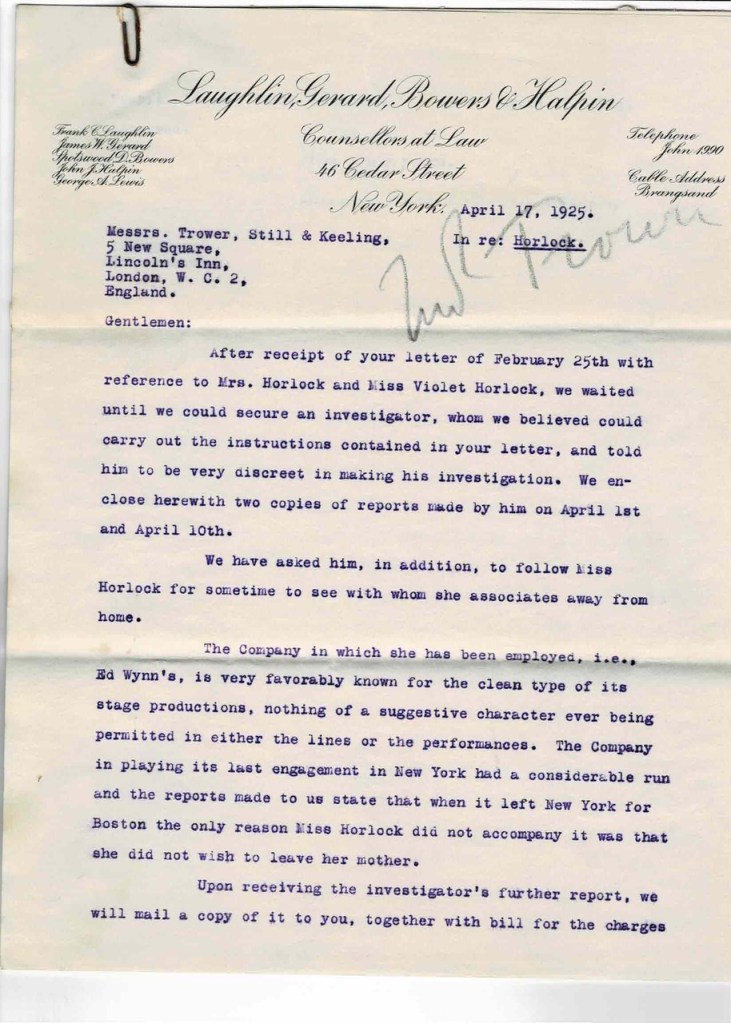 Laughlin, Gerard, Bowers & Halpin
Counsellors at Law
46 Cedar Street
New York.
Frank C. Laughlin
James W. Gerard
Spotswood D. Bowers
John J. Halpin
George A. Lewis
Telephone
John 1990
Cable Address
Brangsand
April 17, 1925.
Messrs. Trower, Still & Keeling,
5 New Square,
Lincoln's Inn,
London, W. C. 2,
England.
In re: Horlock.
Gentlemen:
After receipt of your letter of February 25th with
reference to Mrs. Horlock and Miss Violet Horlock, we waited
until we could secure an investigator, whom we believed could
carry out the instructions contained in your letter, and told
him to be very discreet in making his investigation. We en-
close herewith two copies of reports made by him on April 1st
and April 10th.
We have asked him, in addition, to follow Miss
Horlock for sometime to see with whom she associates away from
home.
The Company in which she has been employed, i.e.,
Ed Wynn's, is very favorably known for the clean type of its
stage productions, nothing of a suggestive character ever being
permitted in either the lines or the performances. The Company
in playing its last engagement in New York had a considerable run
and the reports made to us state that when it left New York for
Boston the only reason Miss Horlock did not accompany it was that
she did not wish to leave her mother.
Upon receiving the investigator's further report, we
will mail a copy of it to you, together with bill for the charges